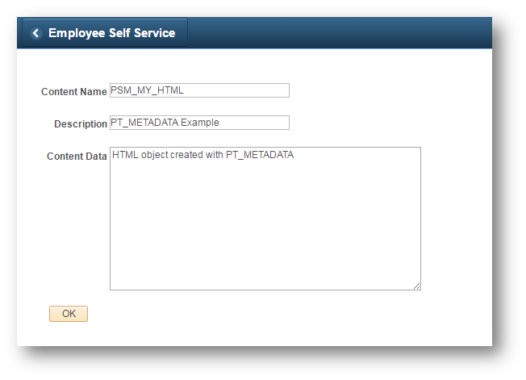 Employee Self Service
Content Name PSM_MY_HTML
Description PT_METADATA Example
Content Data HTML object created with PT_METADATA
OK